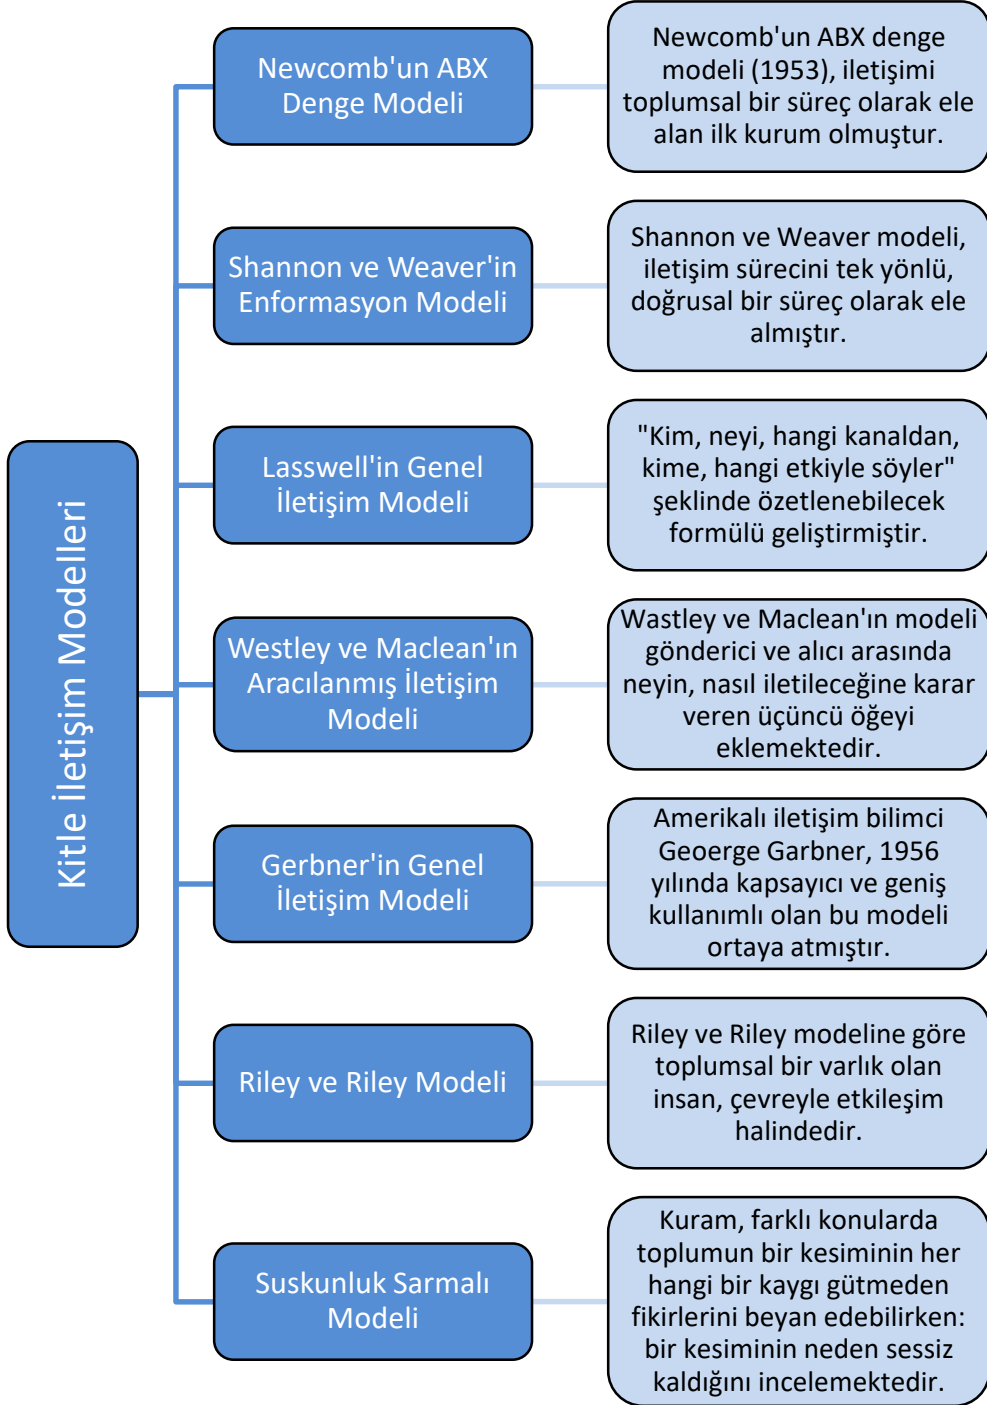 Kitle İletişim Modelleri
Newcomb'un ABX
Denge Modeli
Newcomb'un ABX denge
modeli (1953), iletişimi
toplumsal bir süreç olarak ele
alan ilk kurum olmuştur.
Shannon ve Weaver'in
Enformasyon Modeli
Shannon ve Weaver modeli,
iletişim sürecini tek yönlü,
doğrusal bir süreç olarak ele
almıştır.
Lasswell'in Genel
İletişim Modeli
"Kim, neyi, hangi kanaldan,
kime, hangi etkiyle söyler"
şeklinde özetlenebilecek
formülü geliştirmiştir.
Westley ve Maclean'ın
Aracılanmış İletişim
Modeli
Wastley ve Maclean'ın modeli
gönderici ve alıcı arasında
neyin, nasıl iletileceğine karar
veren üçüncü öğeyi
eklemektedir.
Gerbner'in Genel
İletişim Modeli
Amerikalı iletişim bilimci
Geoerge Garbner, 1956
yılında kapsayıcı ve geniş
kullanımlı olan bu modeli
ortaya atmıştır.
Riley ve Riley Modeli
Riley ve Riley modeline göre
toplumsal bir varlık olan
insan, çevreyle etkileşim
halindedir.
Suskunluk Sarmalı
Modeli
Kuram, farklı konularda
toplumun bir kesiminin her
hangi bir kaygı gütmeden
fikirlerini beyan edebilirken:
bir kesiminin neden sessiz
kaldığını incelemektedir.